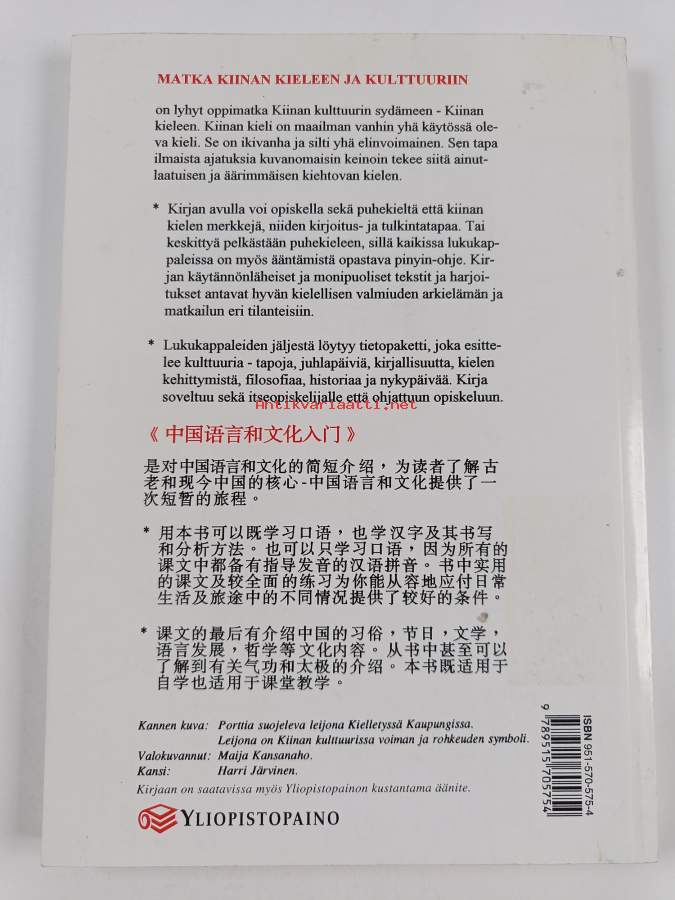 MATKA KIINAN KIELEEN JA KULTTUURIIN
on lyhyt oppimatka Kiinan kulttuurin sydämeen - Kiinan
kieleen. Kiinan kieli on maailman vanhin yhä käytössä ole-
va kieli. Se on ikivanha ja silti yhä elinvoimainen. Sen tapa
ilmaista ajatuksia kuvanomaisin keinoin tekee siitä ainut-
laatuisen ja äärimmäisen kiehtovan kielen.
* Kirjan avulla voi opiskella sekä puhekieltä että kiinan
kielen merkkejä, niiden kirjoitus- ja tulkintatapaa. Tai
keskittyä pelkästään puhekieleen, sillä kaikissa lukukap-
paleissa on myös ääntämistä opastava pinyin-ohje. Kir-
jan käytännönläheiset ja monipuoliset tekstit ja harjoi-
tukset antavat hyvän kielellisen valmiuden arkielämän ja
matkailun eri tilanteisiin.
* Lukukappaleiden jäljestä löytyy tietopaketti, joka esitte-
lee kulttuuria - tapoja, juhlapäiviä, kirjallisuutta, kielen
kehittymistä, filosofiaa, historiaa ja nykypäivää. Kirja
soveltuu sekä itseopiskelijalle että ohjattuun opiskeluun.
Antikvariaatti.net
《 中国语言和文化入门 》
是对中国语言和文化的简短介绍，为读者了解古
老和现今中国的核心-中国语言和文化提供了一
次短暂的旅程。
* 用本书可以既学习口语，也学汉字及其书写
和分析方法。也可以只学习口语，因为所有的
课文中都备有指导发音的汉语拼音。书中实用
的课文及较全面的练习为你能从容地应付日常
生活及旅途中的不同情况提供了较好的条件。
* 课文的最后有介绍中国的习俗，节日，文学，
语言发展，哲学等文化内容。从书中甚至可以
了解到有关气功和太极的介绍。本书既适用于
自学也适用于课堂教学。
Kannen kuva: Porttia suojeleva leijona Kielletyssä Kaupungissa.
Leijona on Kiinan kulttuurissa voiman ja rohkeuden symboli.
Valokuvannut: Maija Kansanaho.
Kansi: Harri Järvinen.
Kirjaan on saatavissa myös Yliopistopainon kustantama äänite.
YLIOPISTOPAINO
ISBN 951-570-575-4
9 789515 705754